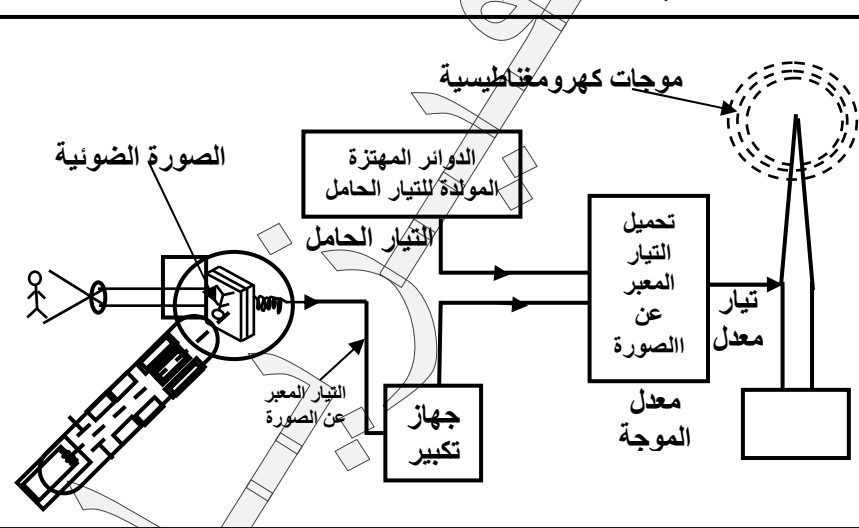 موجات كهرومغناطيسية
الصورة الضوئية
الدوائر المهتزة
المولدة للتيار الحامل
التيار الحامل
تحميل
التيار
المعبر
عن
االصورة
تيار
معدل
معدل
الموجة
التيار المعبر
عن الصورة
جهاز
تكبير